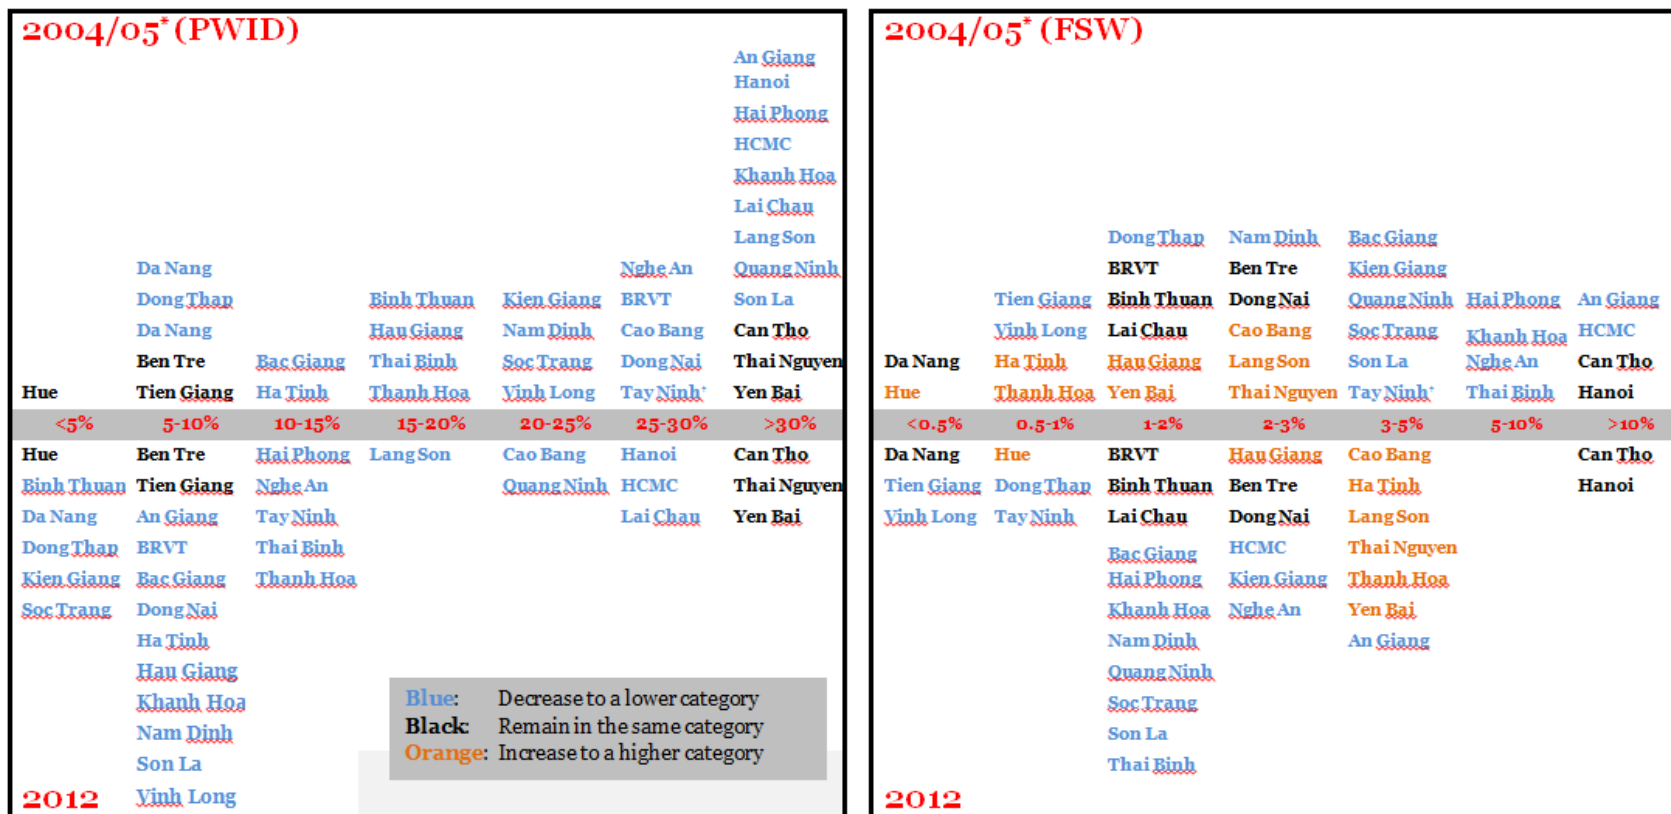 2004/05* (PWID)
An Giang
Hanoi
Hai Phong
HCMC
Khanh Hoa
Lai Chau
Lang Son
Da Nang Nghe An Quang Ninh
Dong Thap Binh Thuan Kien Giang BRVT Son La
Da Nang Hau Giang Nam Dinh Cao Bang Can Tho
Ben Tre Bac Giang Thai Binh Soc Trang Dong Nai Thai Nguyen
Hue Tien Giang Ha Tinh Thanh Hoa Vinh Long Tay Ninh⁺ Yen Bai
<5% 5-10% 10-15% 15-20% 20-25% 25-30% >30%
Hue Ben Tre Hai Phong Lang Son Cao Bang Hanoi Can Tho
Binh Thuan Tien Giang Nghe An Quang Ninh HCMC Thai Nguyen
Da Nang An Giang Tay Ninh Lai Chau Yen Bai
Dong Thap BRVT Thai Binh
Kien Giang Bac Giang Thanh Hoa
Soc Trang Dong Nai
Ha Tinh
Hau Giang
Khanh Hoa
Nam Dinh
Son La
Vinh Long
2012
Blue: Decrease to a lower category
Black: Remain in the same category
Orange: Increase to a higher category
2004/05* (FSW)
Dong Thap Nam Dinh Bac Giang
BRVT Ben Tre Kien Giang
Tien Giang Binh Thuan Dong Nai Quang Ninh Hai Phong An Giang
Vinh Long Lai Chau Cao Bang Soc Trang Khanh Hoa HCMC
Da Nang Ha Tinh Hau Giang Lang Son Son La Nghe An Can Tho
Hue Thanh Hoa Yen Bai Thai Nguyen Tay Ninh⁺ Thai Binh Hanoi
<0.5% 0.5-1% 1-2% 2-3% 3-5% 5-10% >10%
Da Nang Hue BRVT Hau Giang Cao Bang Can Tho
Tien Giang Dong Thap Binh Thuan Ben Tre Ha Tinh Hanoi
Vinh Long Tay Ninh Lai Chau Dong Nai Lang Son
Bac Giang HCMC Thai Nguyen
Hai Phong Kien Giang Thanh Hoa
Khanh Hoa Nghe An Yen Bai
Nam Dinh An Giang
Quang Ninh
Soc Trang
Son La
Thai Binh
2012